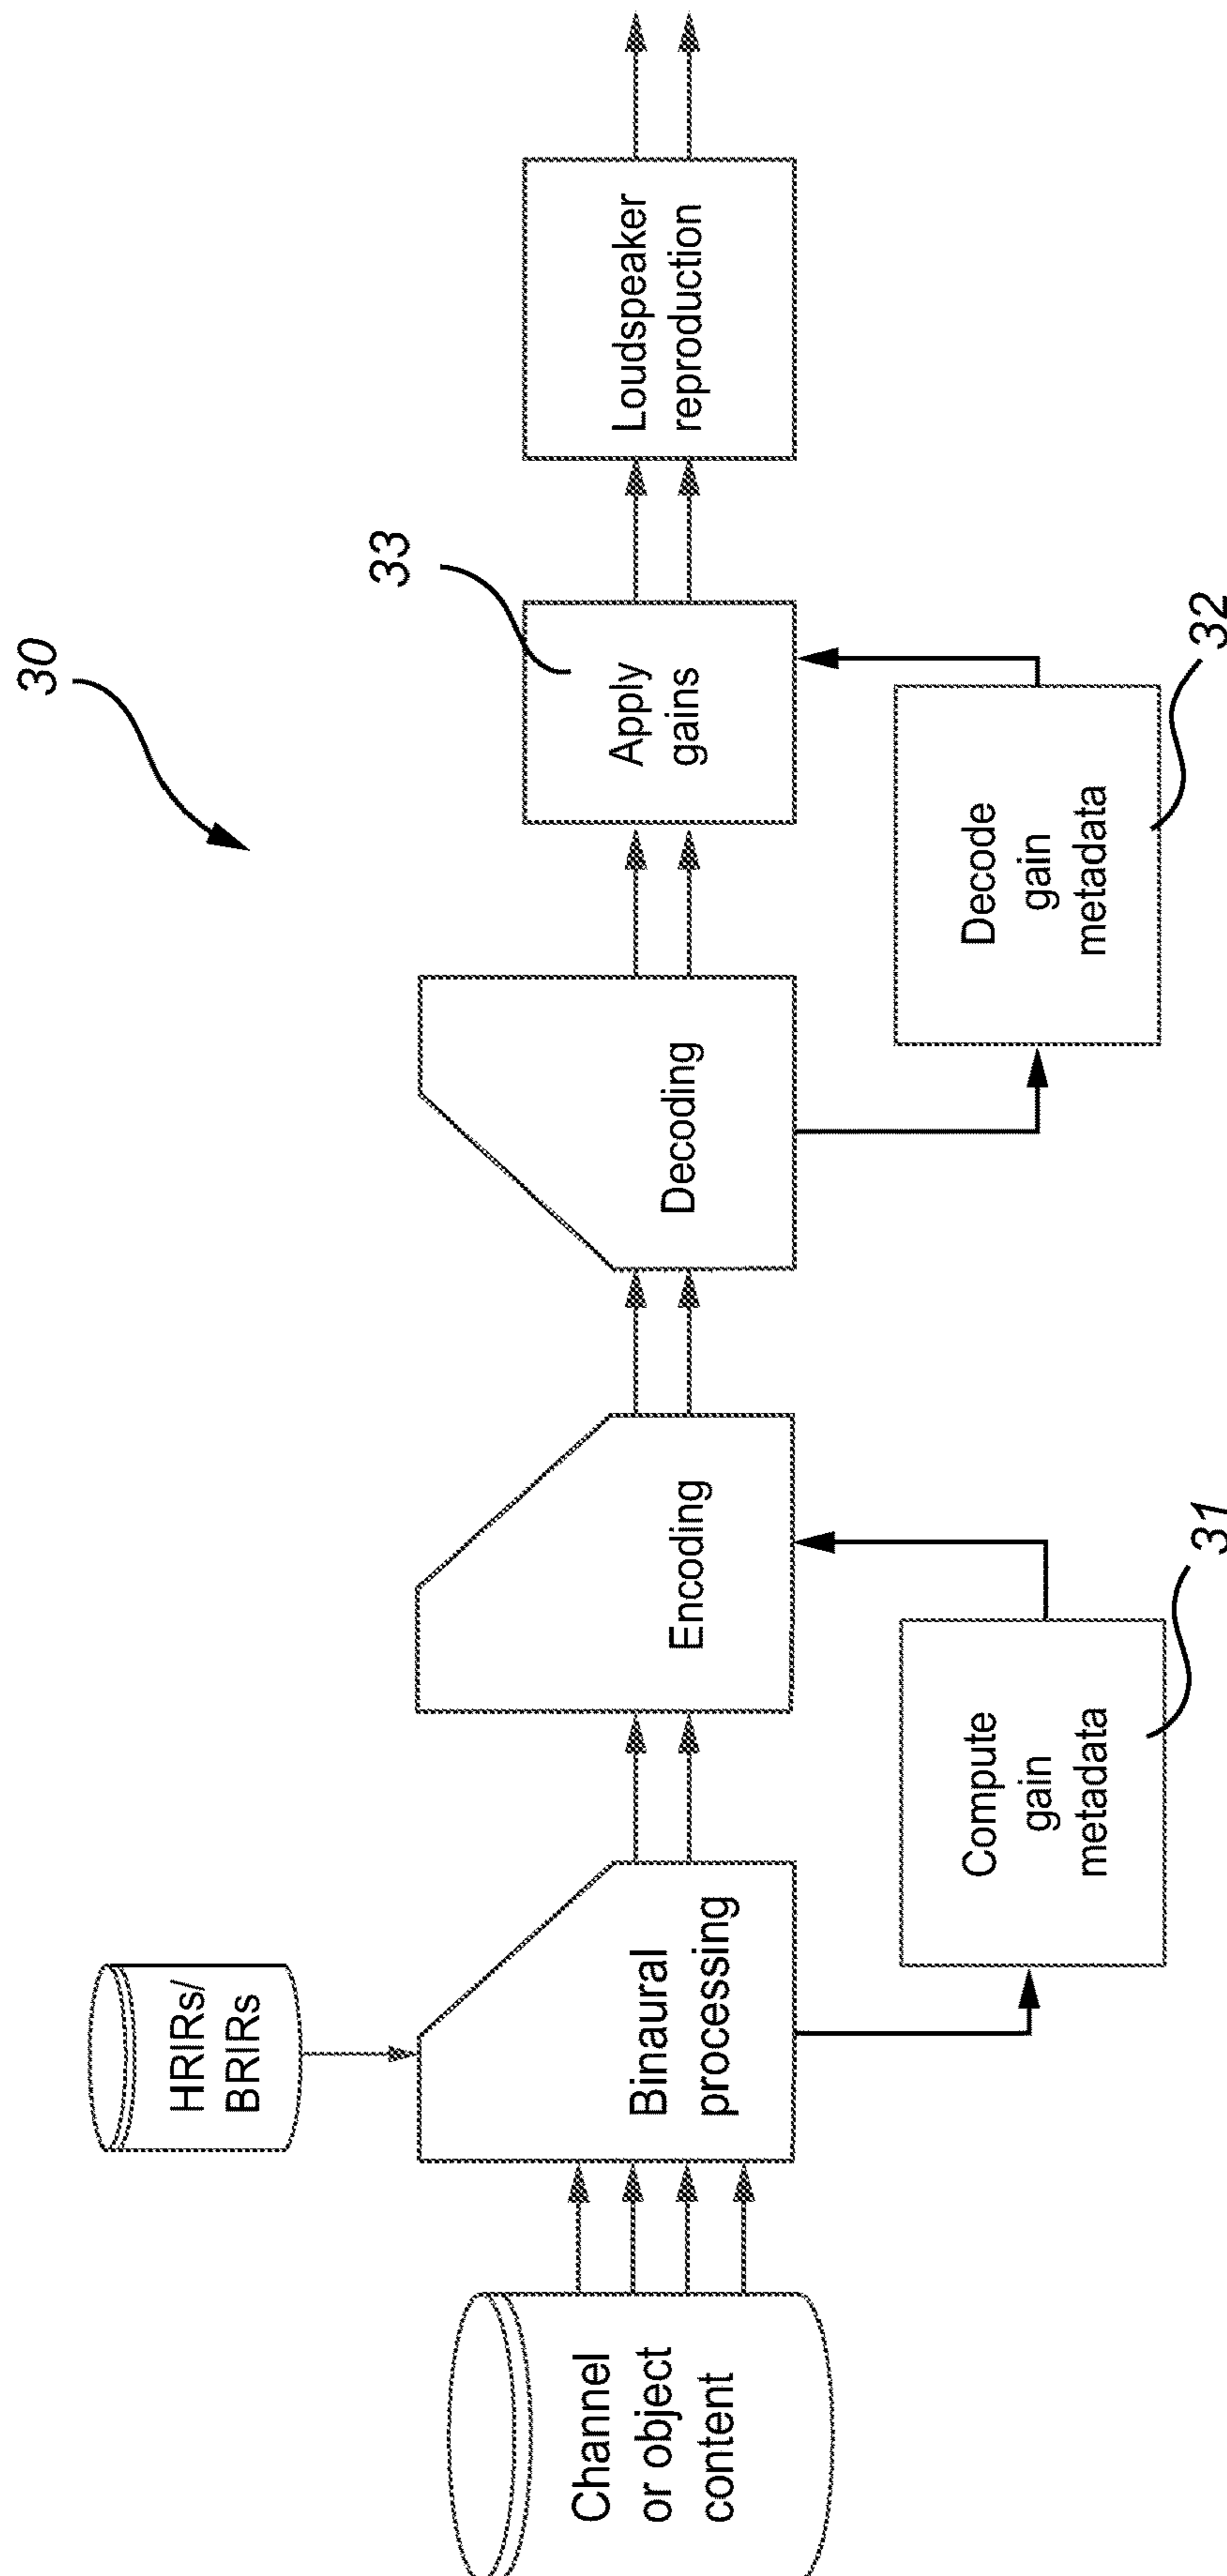 30
HRIRs/
BRIRs
Channel
or object
content
Binaural
processing
Encoding
Decoding
Apply
gains
33
Loudspeaker
reproduction
Compute
gain
metadata
31
Decode
gain
metadata
32